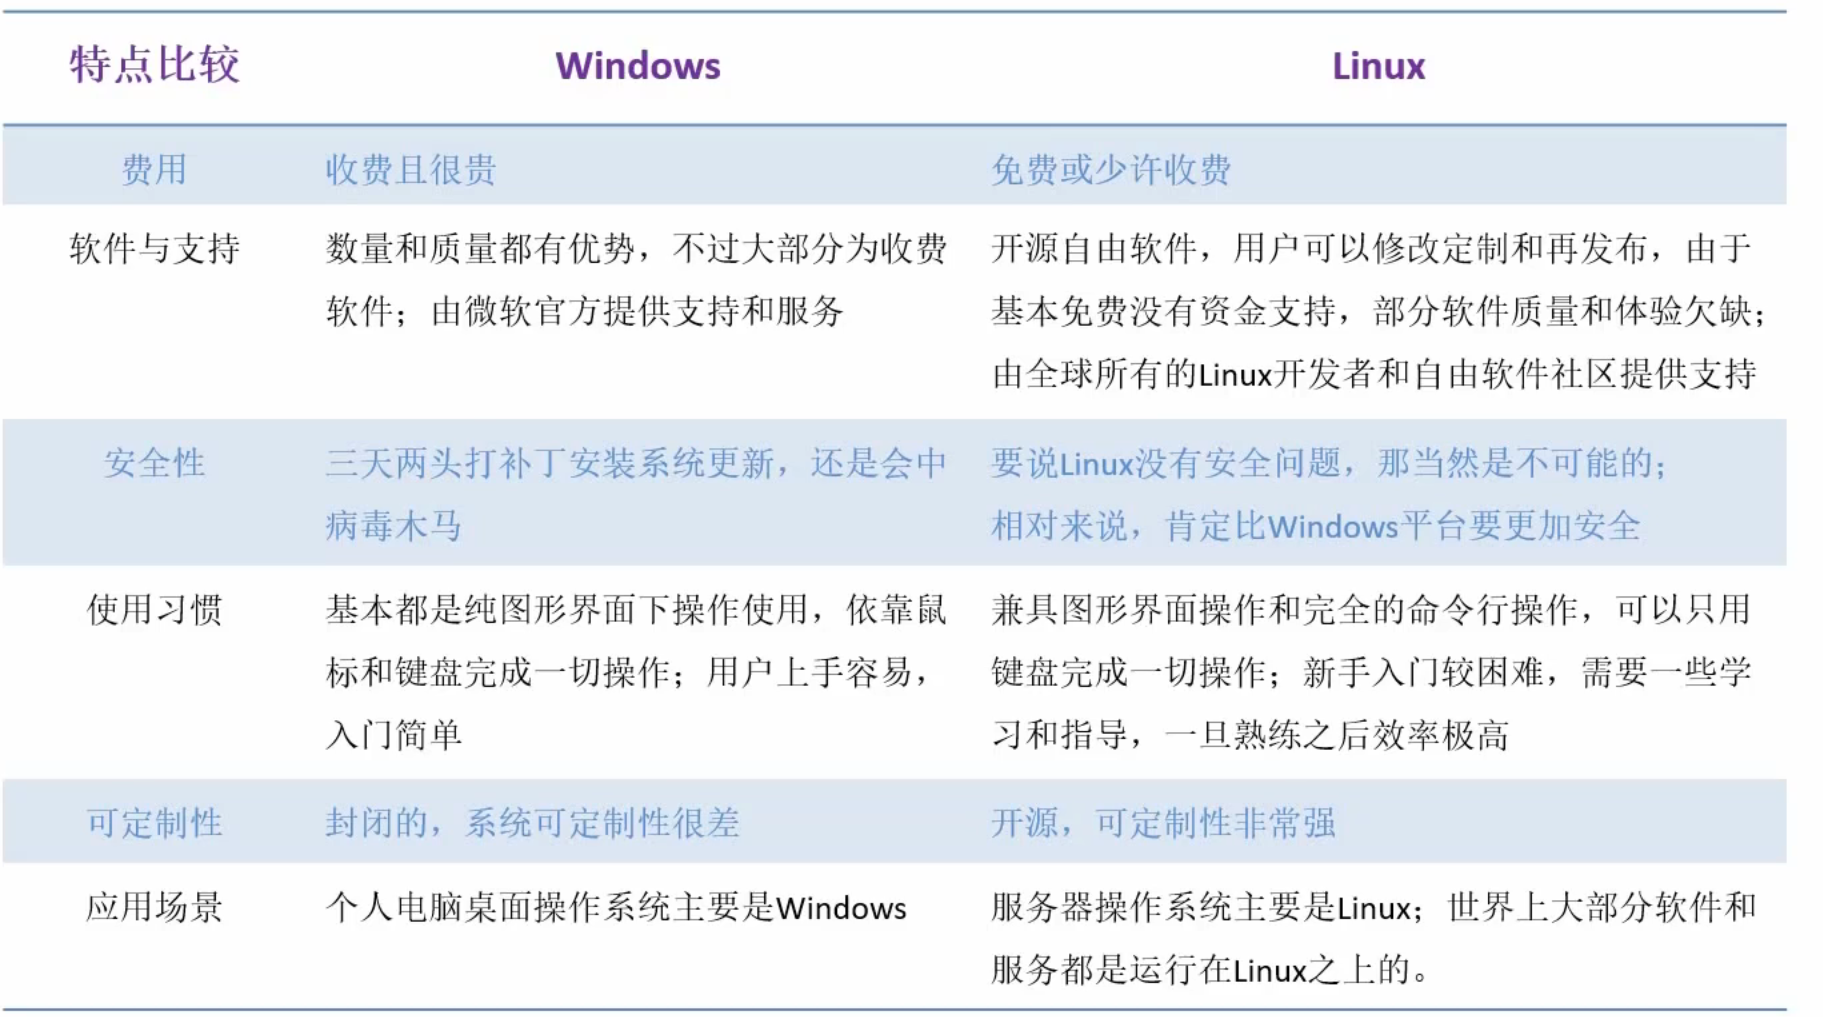 特点比较 Windows Linux
费用 收费且很贵 免费或少许收费
软件与支持 数量和质量都有优势，不过大部分为收费 开源自由软件，用户可以修改定制和再发布，由于
软件；由微软官方提供支持和服务 基本免费没有资金支持，部分软件质量和体验欠缺；
由全球所有的Linux开发者和自由软件社区提供支持
安全性 三天两头打补丁安装系统更新，还是会中 要说Linux没有安全问题，那当然是不可能的；
病毒木马 相对来说，肯定比Windows平台要更加安全
使用习惯 基本都是纯图形界面下操作使用，依靠鼠 兼具图形界面操作和完全的命令行操作，可以只用
标和键盘完成一切操作；用户上手容易， 键盘完成一切操作；新手入门较困难，需要一些学
入门简单 习和指导，一旦熟练之后效率极高
可定制性 封闭的，系统可定制性很差 开源，可定制性非常强
应用场景 个人电脑桌面操作系统主要是Windows 服务器操作系统主要是Linux；世界上大部分软件和
服务都是运行在Linux之上的。